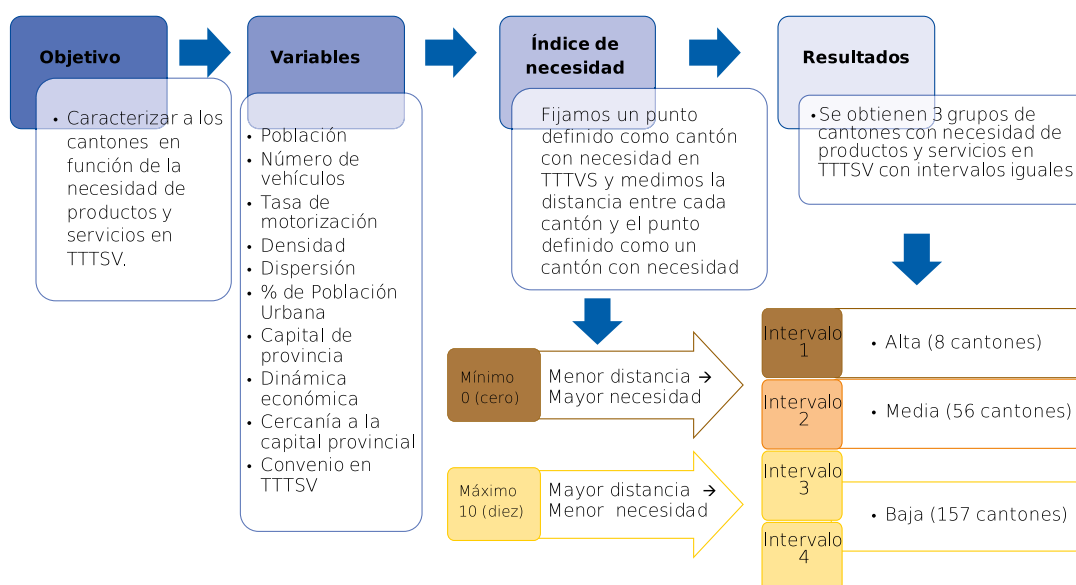 Objetivo
• Caracterizar a los
cantones en
función de la
necesidad de
productos y
servicios en
TTTSV.
Variables
• Población
• Número de
vehículos
• Tasa de
motorización
• Densidad
• Dispersión
• % de Población
Urbana
• Capital de
provincia
• Dinámica
económica
• Cercanía a la
capital provincial
• Convenio en
TTTSV
Índice de
necesidad
Fijamos un punto
definido como cantón
con necesidad en
TTTVS y medimos la
distancia entre cada
cantón y el punto
definido como un
cantón con necesidad
Resultados
• Se obtienen 3 grupos de
cantones con necesidad de
productos y servicios en
TTTSV con intervalos iguales
Mínimo
0 (cero)
Menor distancia →
Mayor necesidad
Máximo
10 (diez)
Mayor distancia →
Menor necesidad
Intervalo
1
• Alta (8 cantones)
Intervalo
2
• Media (56 cantones)
Intervalo
3
• Baja (157 cantones)
Intervalo
4